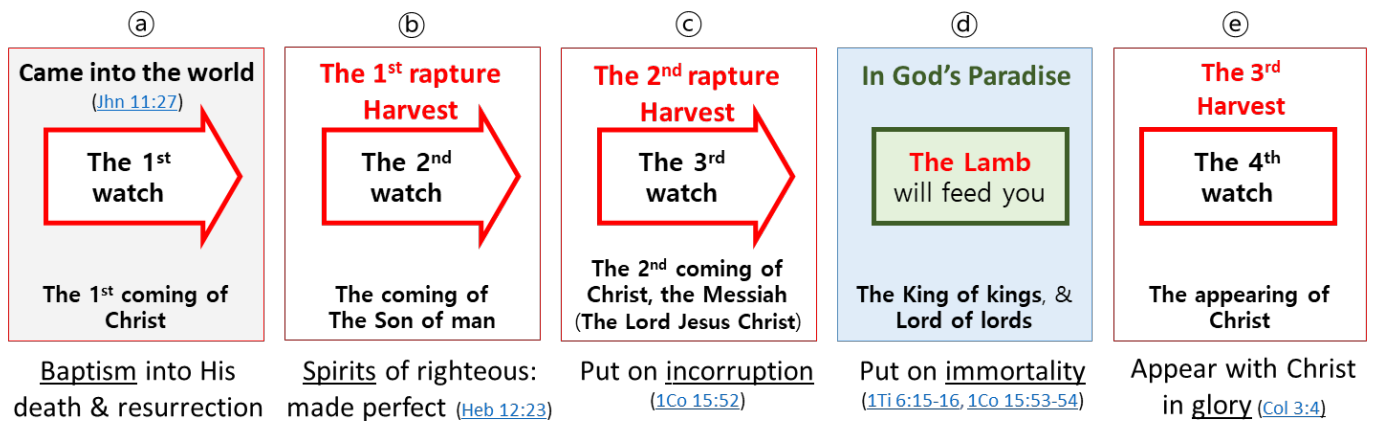 ⓐ
Came into the world
(Jhn 11:27)
The 1st
watch
The 1st coming of
Christ
Baptism into His
death & resurrection
ⓑ
The 1st rapture
Harvest
The 2nd
watch
The coming of
The Son of man
Spirits of righteous:
made perfect (Heb 12:23)
ⓒ
The 2nd rapture
Harvest
The 3rd
watch
The 2nd coming of
Christ, the Messiah
(The Lord Jesus Christ)
Put on incorruption
(1Co 15:52)
ⓓ
In God's Paradise
The Lamb
will feed you
The King of kings, &
Lord of lords
Put on immortality
(1Ti 6:15-16, 1Co 15:53-54)
ⓔ
The 3rd
Harvest
The 4th
watch
The appearing of
Christ
Appear with Christ
in glory (Col 3:4)